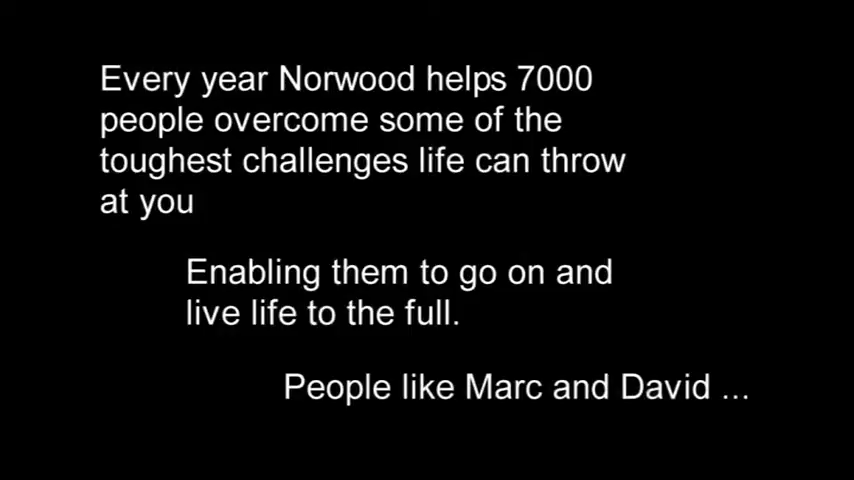 Every year Norwood helps 7000
people overcome some of the
toughest challenges life can throw
at you
Enabling them to go on and
live life to the full.
People like Marc and David ...